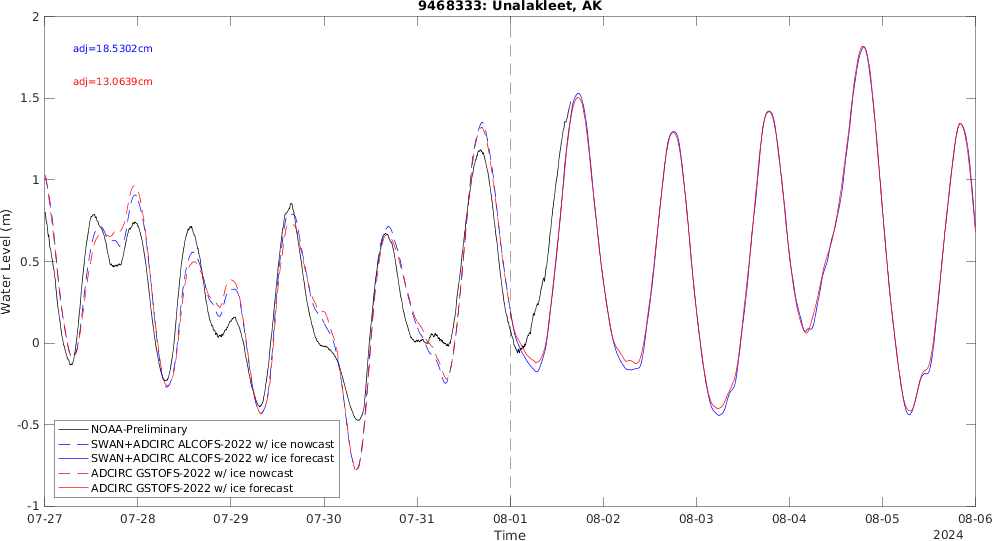 9468333: Unalakleet, AK
adj=18.5302cm
adj=13.0639cm
Water Level (m)
2
1.5
1
0.5
0
-0.5
-1
NOAA-Preliminary
SWAN+ADCIRC ALCOFS-2022 w/ ice nowcast
SWAN+ADCIRC ALCOFS-2022 w/ ice forecast
ADCIRC GSTOFS-2022 w/ ice nowcast
ADCIRC GSTOFS-2022 w/ ice forecast
07-27 07-28 07-29 07-30 07-31 08-01 08-02 08-03 08-04 08-05 08-06
Time
2024